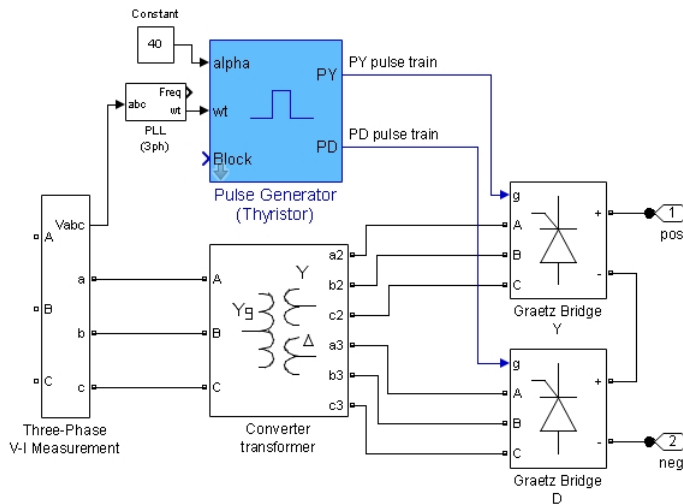 Constant
40
alpha
PY
PY pulse train
Freq
abc
wt
wt
PLL
(3ph)
PD
PD pulse train
Block
Pulse Generator
(Thyristor)
Vabc
A
a
B
b
C
c
Three-Phase
V-I Measurement
A
B
C
Yg
Y
Δ
a2
b2
c2
a3
b3
c3
Converter
transformer
g
A
B
C
+
-
Graetz Bridge
Y
1
pos
g
A
B
C
+
-
Graetz Bridge
D
2
neg